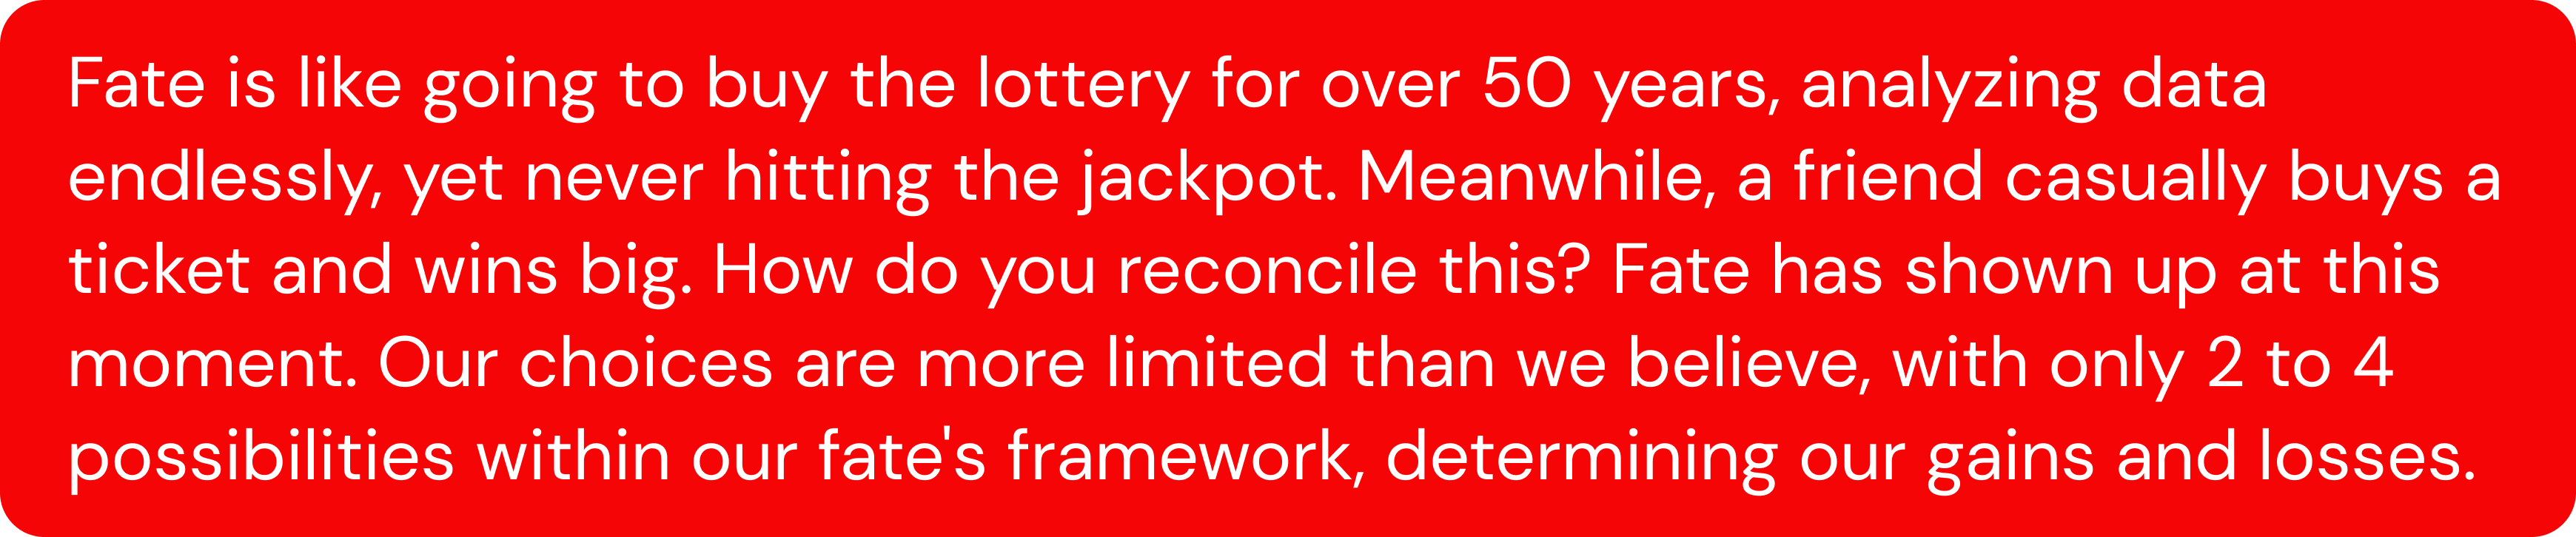 Fate is like going to buy the lottery for over 50 years, analyzing data
endlessly, yet never hitting the jackpot. Meanwhile, a friend casually buys a
ticket and wins big. How do you reconcile this? Fate has shown up at this
moment. Our choices are more limited than we believe, with only 2 to 4
possibilities within our fate's framework, determining our gains and losses.